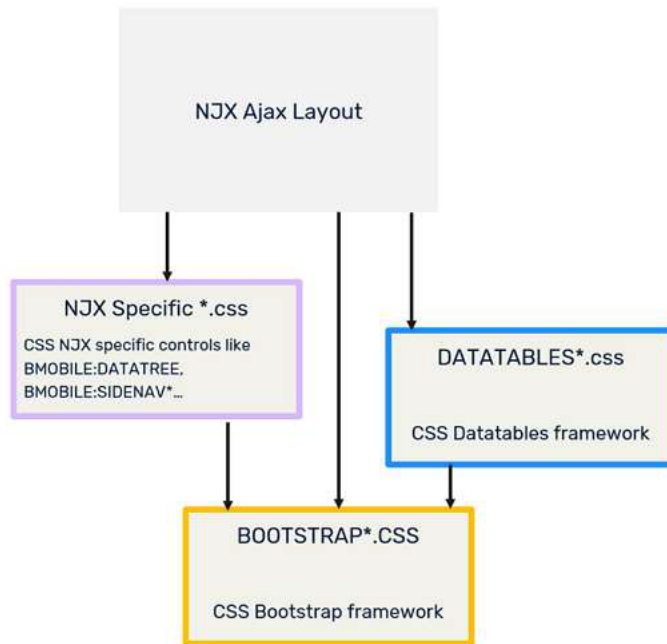 NJX Ajax Layout
NJX Specific *.css
CSS NJX specific controls like
BMOBILE:DATATREE,
BMOBILE:SIDENAV*...
DATATABLES*.css
CSS Datatables framework
BOOTSTRAP*.CSS
CSS Bootstrap framework